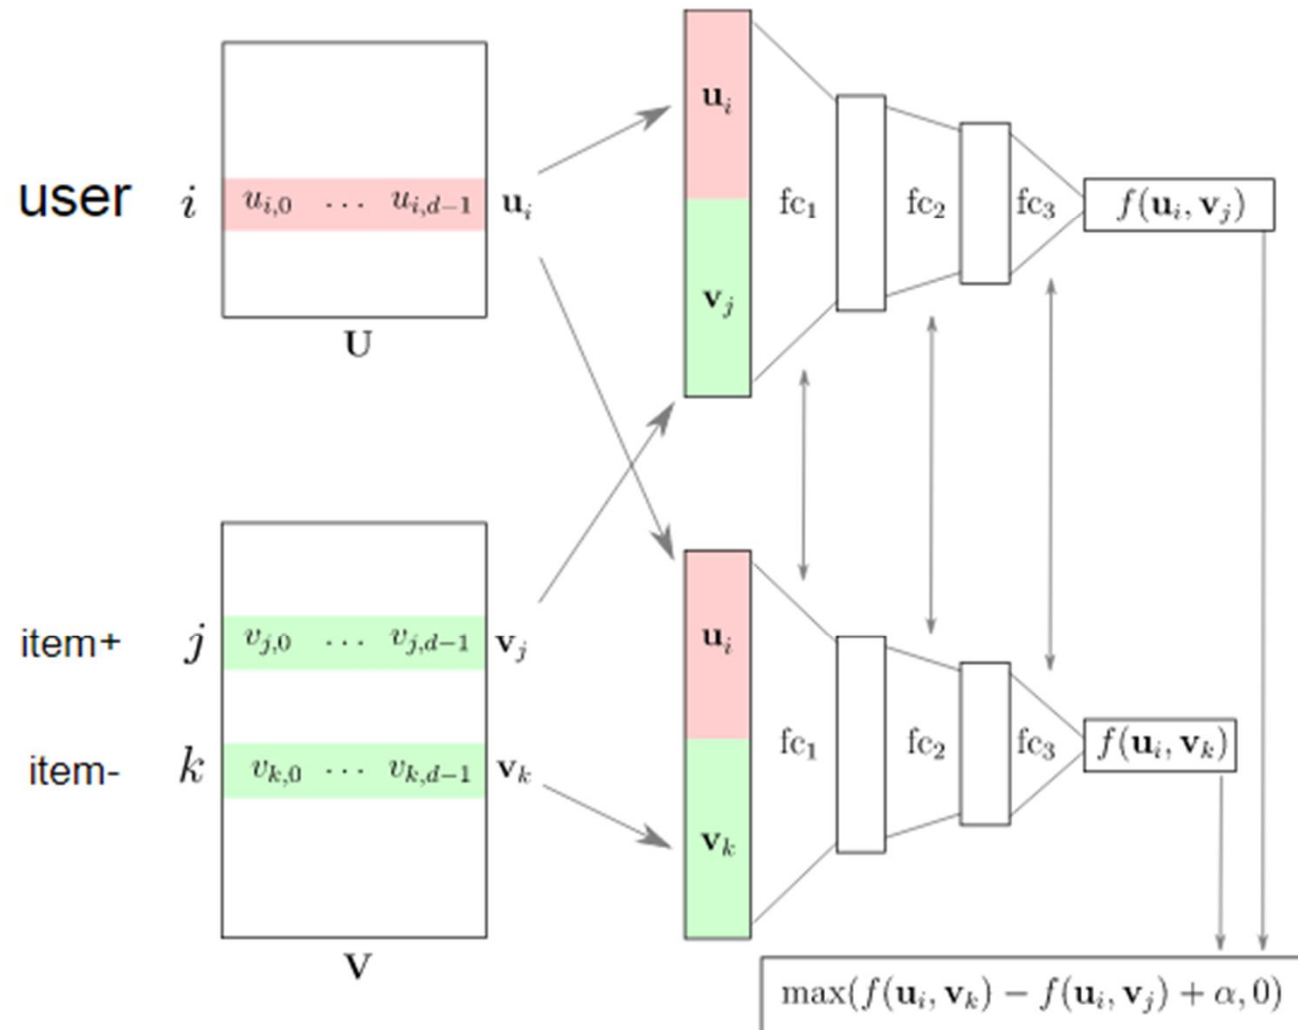 user i u_{i,0} ... u_{i,d−1} u_i
U
item+ j v_{j,0} ... v_{j,d−1} v_j
item- k v_{k,0} ... v_{k,d−1} v_k
V
u_i
v_j
fc_1 fc_2 fc_3 f(u_i, v_j)
u_i
v_k
fc_1 fc_2 fc_3 f(u_i, v_k)
max(f(u_i, v_k) − f(u_i, v_j) + α, 0)